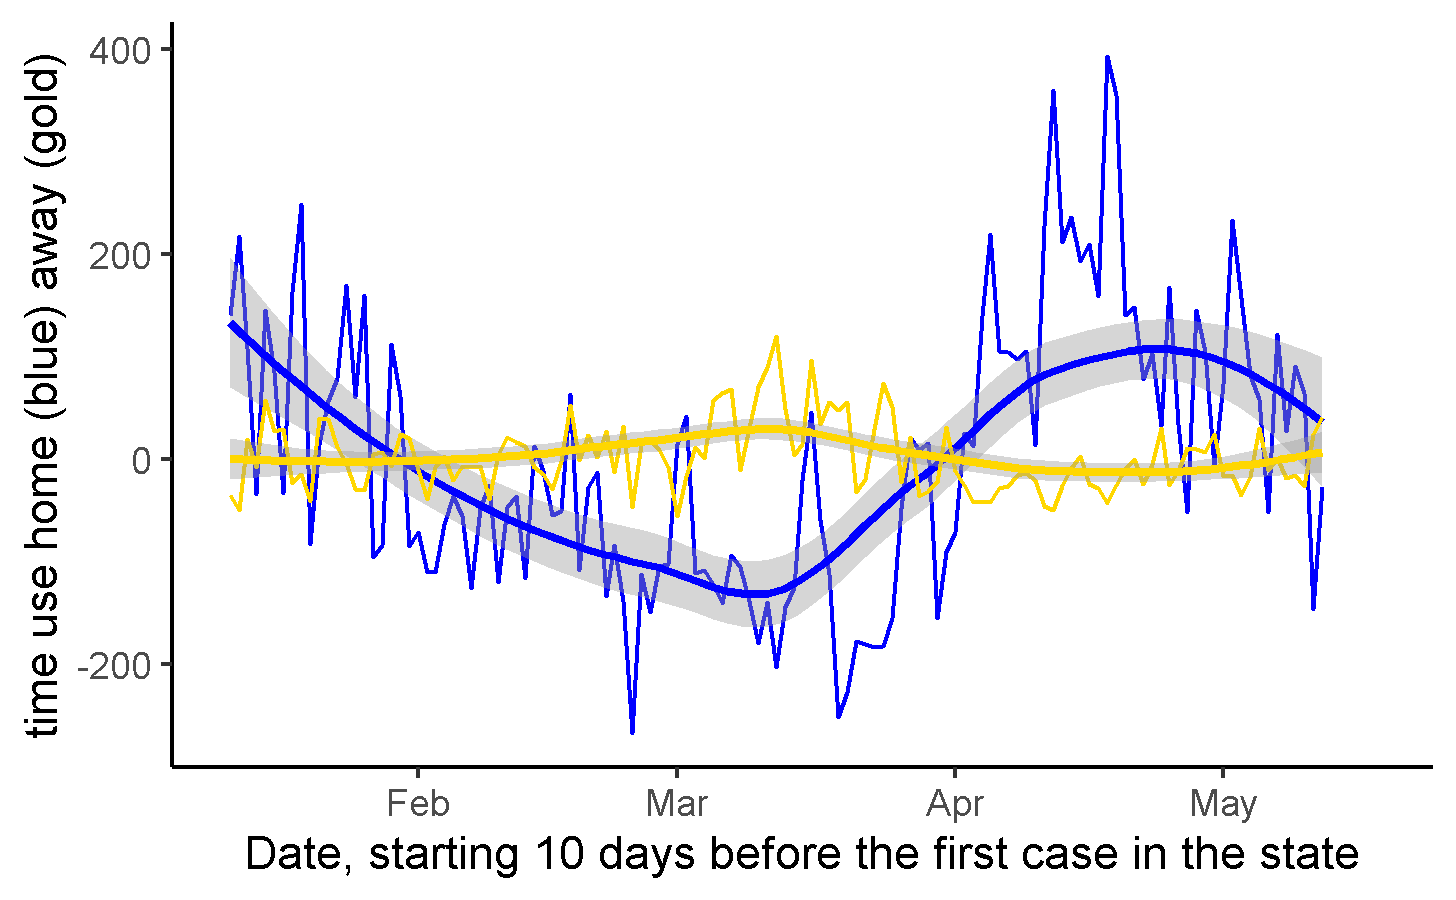 time use home (blue) away (gold)
400
200
0
-200
Feb Mar Apr May
Date, starting 10 days before the first case in the state